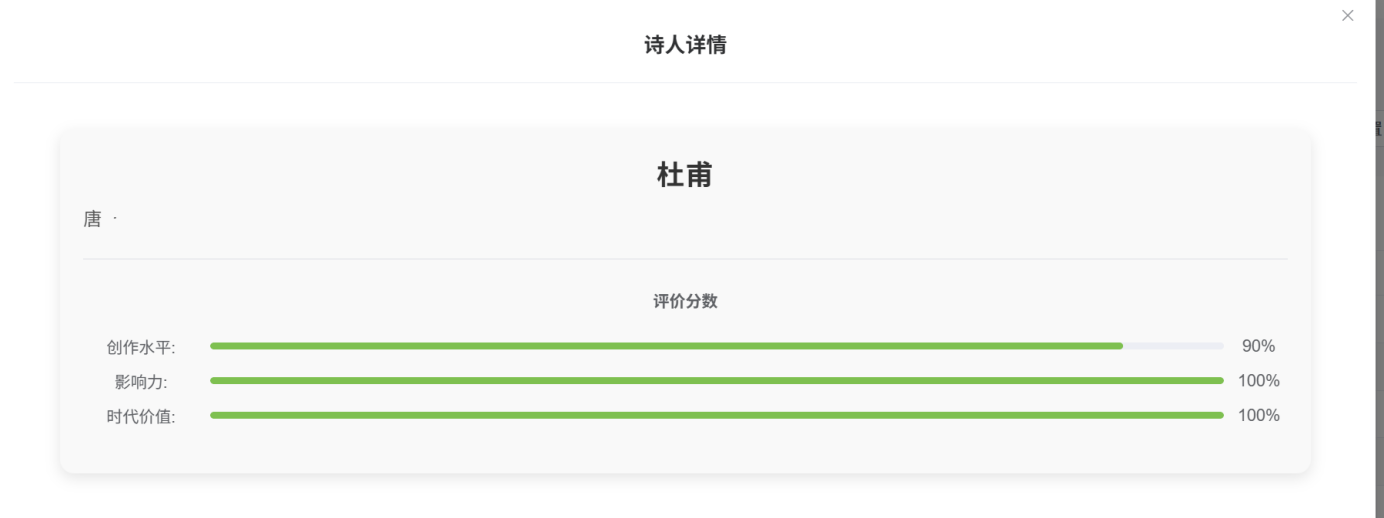 诗人详情
杜甫
唐 ·
评价分数
创作水平: 90%
影响力: 100%
时代价值: 100%